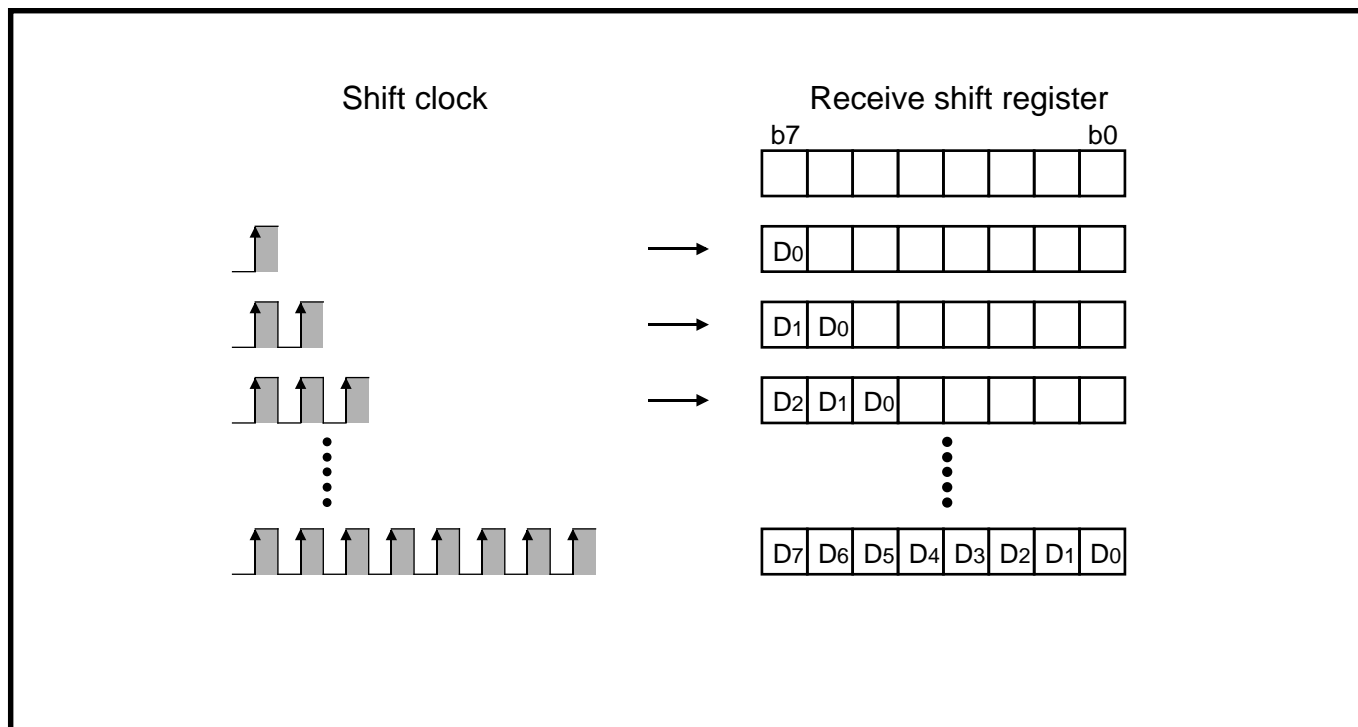 Shift clock
Receive shift register
b7 b0
D0
D1 D0
D2 D1 D0
D7 D6 D5 D4 D3 D2 D1 D0